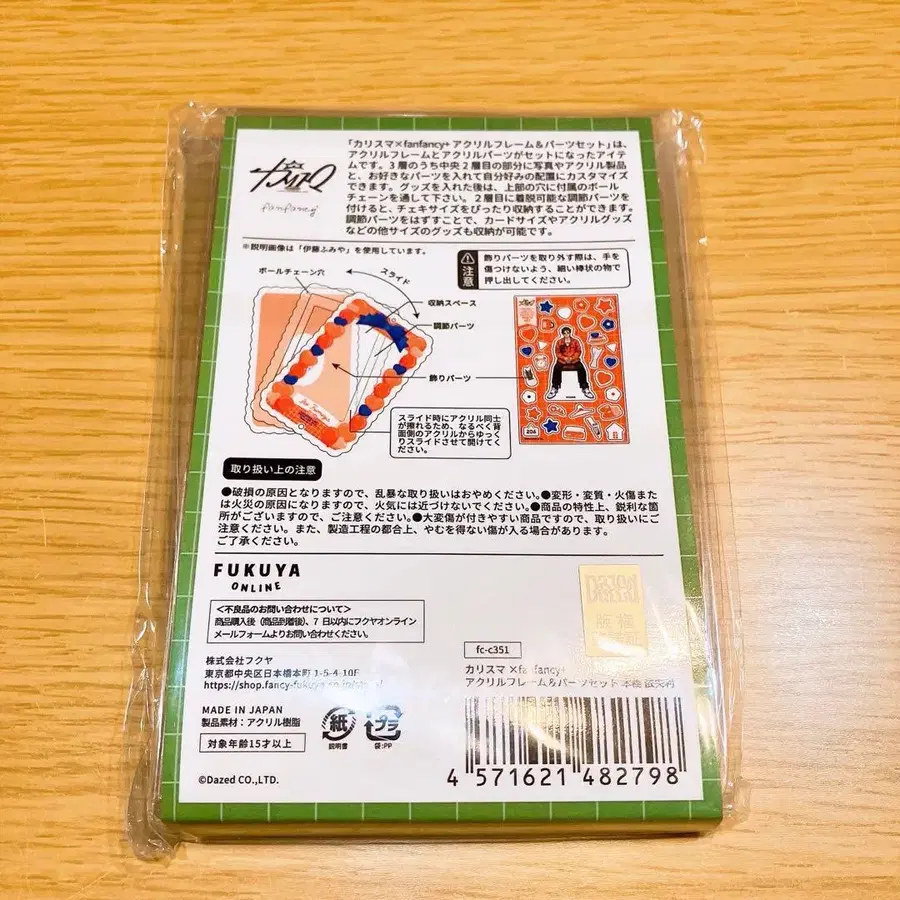 「カリスマ×fanfancy+ アクリルフレーム&パーツセット」は、
アクリルフレームとアクリルパーツがセットになったアイテ
ムです。3 層のうち中央 2 層目の部分に写真やアクリル製品
と、お好きなパーツを入れて自分好みの配置にカスタマイズ
できます。グッズを入れた後は、上部の穴に付属のボール
チェーンを通して下さい。 2 層目に着脱可能な調節パーツを
付けると、チェキサイズをぴったり収納することができます。
調節パーツをはずすことで、カードサイズやアクリルグッズ
などの他サイズのグッズも収納が可能です。
fanfancy
※説明画像は「伊藤ふみや」を使用しています。
注意
飾りパーツを取り外す際は、手を
傷つけないよう、細い棒状の物で
押し出してください。
ボールチェーン穴
スライド
収納スペース
調節パーツ
飾りパーツ
スライド時にアクリル同士
が擦れるため、なるべく背
面側のアクリルからゆっく
りスライドさせて開けてく
ださい。
206
取り扱い上の注意
●破損の原因となりますので、乱暴な取り扱いはおやめください。●変形・変質・火傷また
は火災の原因になりますので、火気には近づけないでください。●商品の特性上、鋭利な箇
所がございますので、ご注意ください。●大変傷が付きやすい商品ですので、取り扱いにご
注意ください。また、製造工程の都合上、やむを得ない傷が入る場合があります。
ご了承ください。
FUKUYA
ONLINE
<不良品のお問い合わせについて>
商品購入後(商品到着後)、7 日以内にフクヤオンライン
メールフォームよりお問い合わせください。
株式会社フクヤ
東京都中央区日本橋本町 1-5-4 10F
https://shop.fancy-fukuya.co.jp/
MADE IN JAPAN
製品素材:アクリル樹脂
対象年齢15才以上
紙
説明書
プラ
袋:PP
©Dazed CO.,LTD.
fc-c351
カリスマ ×fanfancy+
アクリルフレーム&パーツセット 本橋 依央利
4 571621 482798